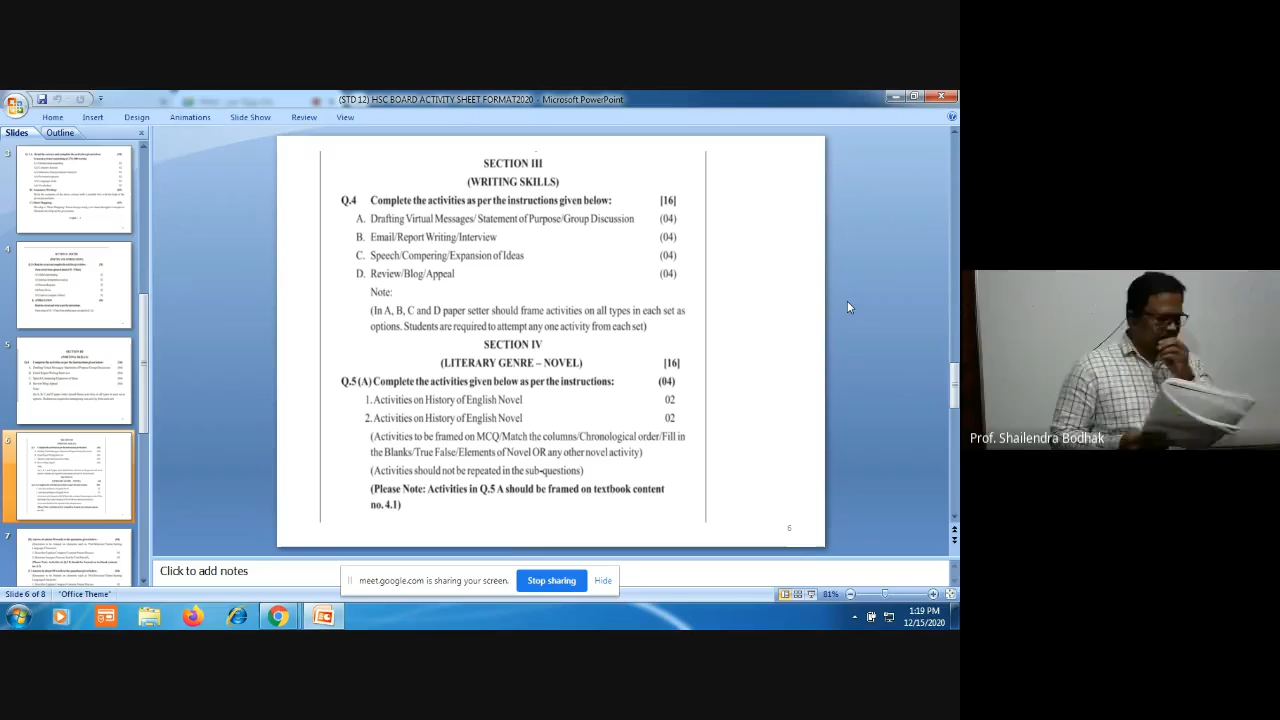 (STD 12) HSC BOARD ACTIVITY SHEET FORMAT2020 - Microsoft PowerPoint
Home Insert Design Animations Slide Show Review View
Slides Outline
3
4
5
6
7
SECTION III
(WRITING SKILLS)
Q.4 Complete the activities as per the instructions given below: [16]
A. Drafting Virtual Messages/ Statement of Purpose/Group Discussion (04)
B. Email/Report Writing/Interview (04)
C. Speech/Compering/Expansion of Ideas (04)
D. Review/Blog/Appeal (04)
Note:
(In A, B, C and D paper setter should frame activities on all types in each set as
options. Students are required to attempt any one activity from each set)
SECTION IV
(LITERARY GENRE – NOVEL) [16]
Q.5 (A) Complete the activities given below as per the instructions: (04)
1. Activities on History of English Novel 02
2. Activities on History of English Novel 02
(Activities to be framed on MCQ/Match the columns/Chronological order/Fill in
the Blanks/True False/Elements of Novel OR any other novel activity)
(Activities should not be repeated in the sub-questions)
(Please Note: Activities Q.5 (A) should be framed on textbook content
no. 4.1)
6
Click to add notes
meet.google.com is sharing your screen. Stop sharing Hide
Slide 6 of 8 "Office Theme" 81%
1:19 PM
12/15/2020
Prof. Shailendra Bodhak